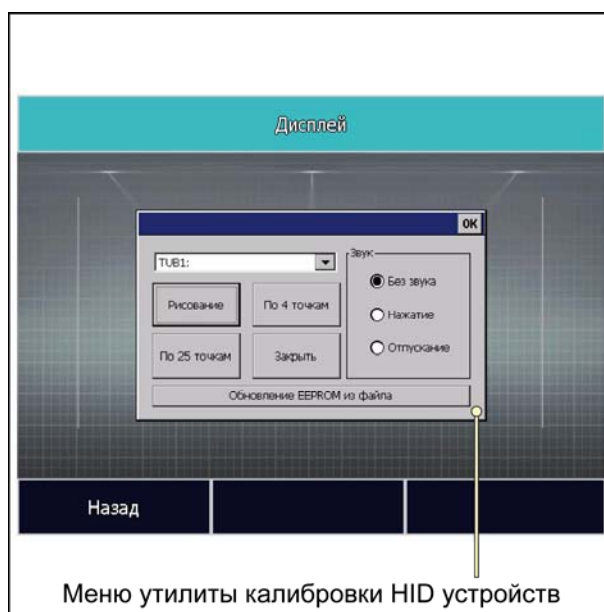 Дисплей
OK
TUB1:
Звук
Без звука
Рисование
По 4 точкам
Нажатие
По 25 точкам
Закрыть
Отпускание
Обновление EEPROM из файла
Назад
Меню утилиты калибровки HID устройств